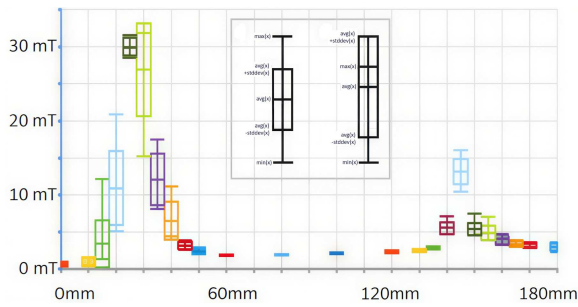 30 mT
20 mT
10 mT
0 mT
0mm
60mm
120mm
180mm
max(x)
avg(x)
+stddev(x)
avg(x)
avg(x)
-stddev(x)
min(x)
avg(x)
+stddev(x)
max(x)
avg(x)
avg(x)
-stddev(x)
min(x)